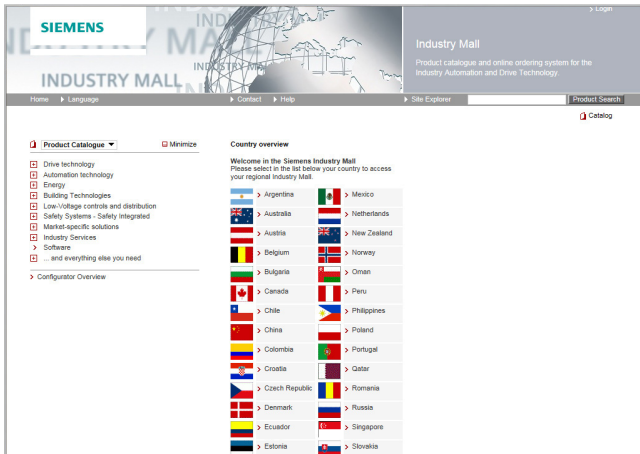 > Login
SIEMENS
INDUSTRY MALL
Industry Mall
Product catalogue and online ordering system for the
Industry Automation and Drive Technology.
Home Language Contact Help Site Explorer Product Search
Catalog
Product Catalogue ▼ Minimize
Drive technology
Automation technology
Energy
Building Technologies
Low-Voltage controls and distribution
Safety Systems - Safety Integrated
Market-specific solutions
Industry Services
> Software
... and everything else you need
> Configurator Overview
Country overview
Welcome in the Siemens Industry Mall
Please select in the list below your country to access
your regional Industry Mall.
> Argentina > Mexico
> Australia > Netherlands
> Austria > New Zealand
> Belgium > Norway
> Bulgaria > Oman
> Canada > Peru
> Chile > Philippines
> China > Poland
> Colombia > Portugal
> Croatia > Qatar
> Czech Republic > Romania
> Denmark > Russia
> Ecuador > Singapore
> Estonia > Slovakia